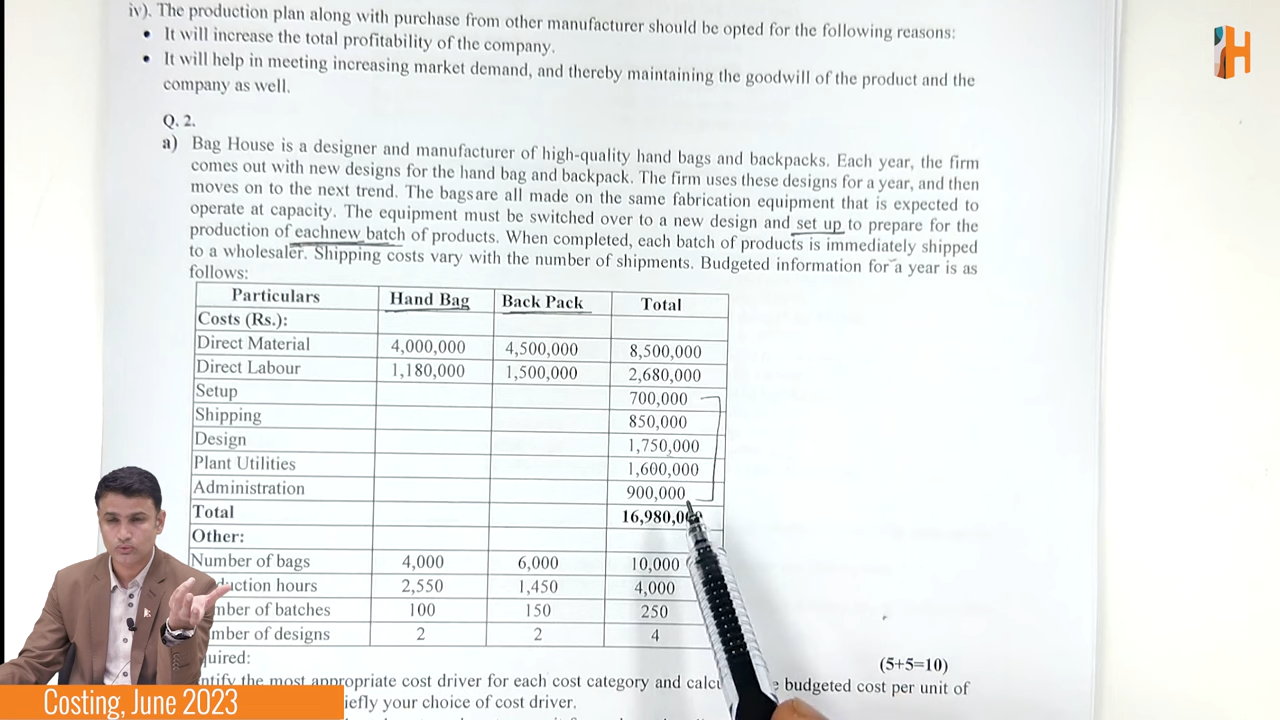 iv). The production plan along with purchase from other manufacturer should be opted for the following reasons:
• It will increase the total profitability of the company.
• It will help in meeting increasing market demand, and thereby maintaining the goodwill of the product and the
company as well.
H
Q. 2.
a) Bag House is a designer and manufacturer of high-quality hand bags and backpacks. Each year, the firm
comes out with new designs for the hand bag and backpack. The firm uses these designs for a year, and then
moves on to the next trend. The bagsare all made on the same fabrication equipment that is expected to
operate at capacity. The equipment must be switched over to a new design and set up to prepare for the
production of eachnew batch of products. When completed, each batch of products is immediately shipped
to a wholesaler. Shipping costs vary with the number of shipments. Budgeted information for a year is as
follows:
Particulars Hand Bag Back Pack Total
Costs (Rs.):
Direct Material 4,000,000 4,500,000 8,500,000
Direct Labour 1,180,000 1,500,000 2,680,000
Setup 700,000
Shipping 850,000
Design 1,750,000
Plant Utilities 1,600,000
Administration 900,000
Total 16,980,0
Other:
Number of bags 4,000 6,000 10,000
uction hours 2,550 1,450 4,000
mber of batches 100 150 250
mber of designs 2 2 4
quired: (5+5=10)
ntify the most appropriate cost driver for each cost category and calcu budgeted cost per unit of
iefly your choice of cost driver.
Costing, June 2023